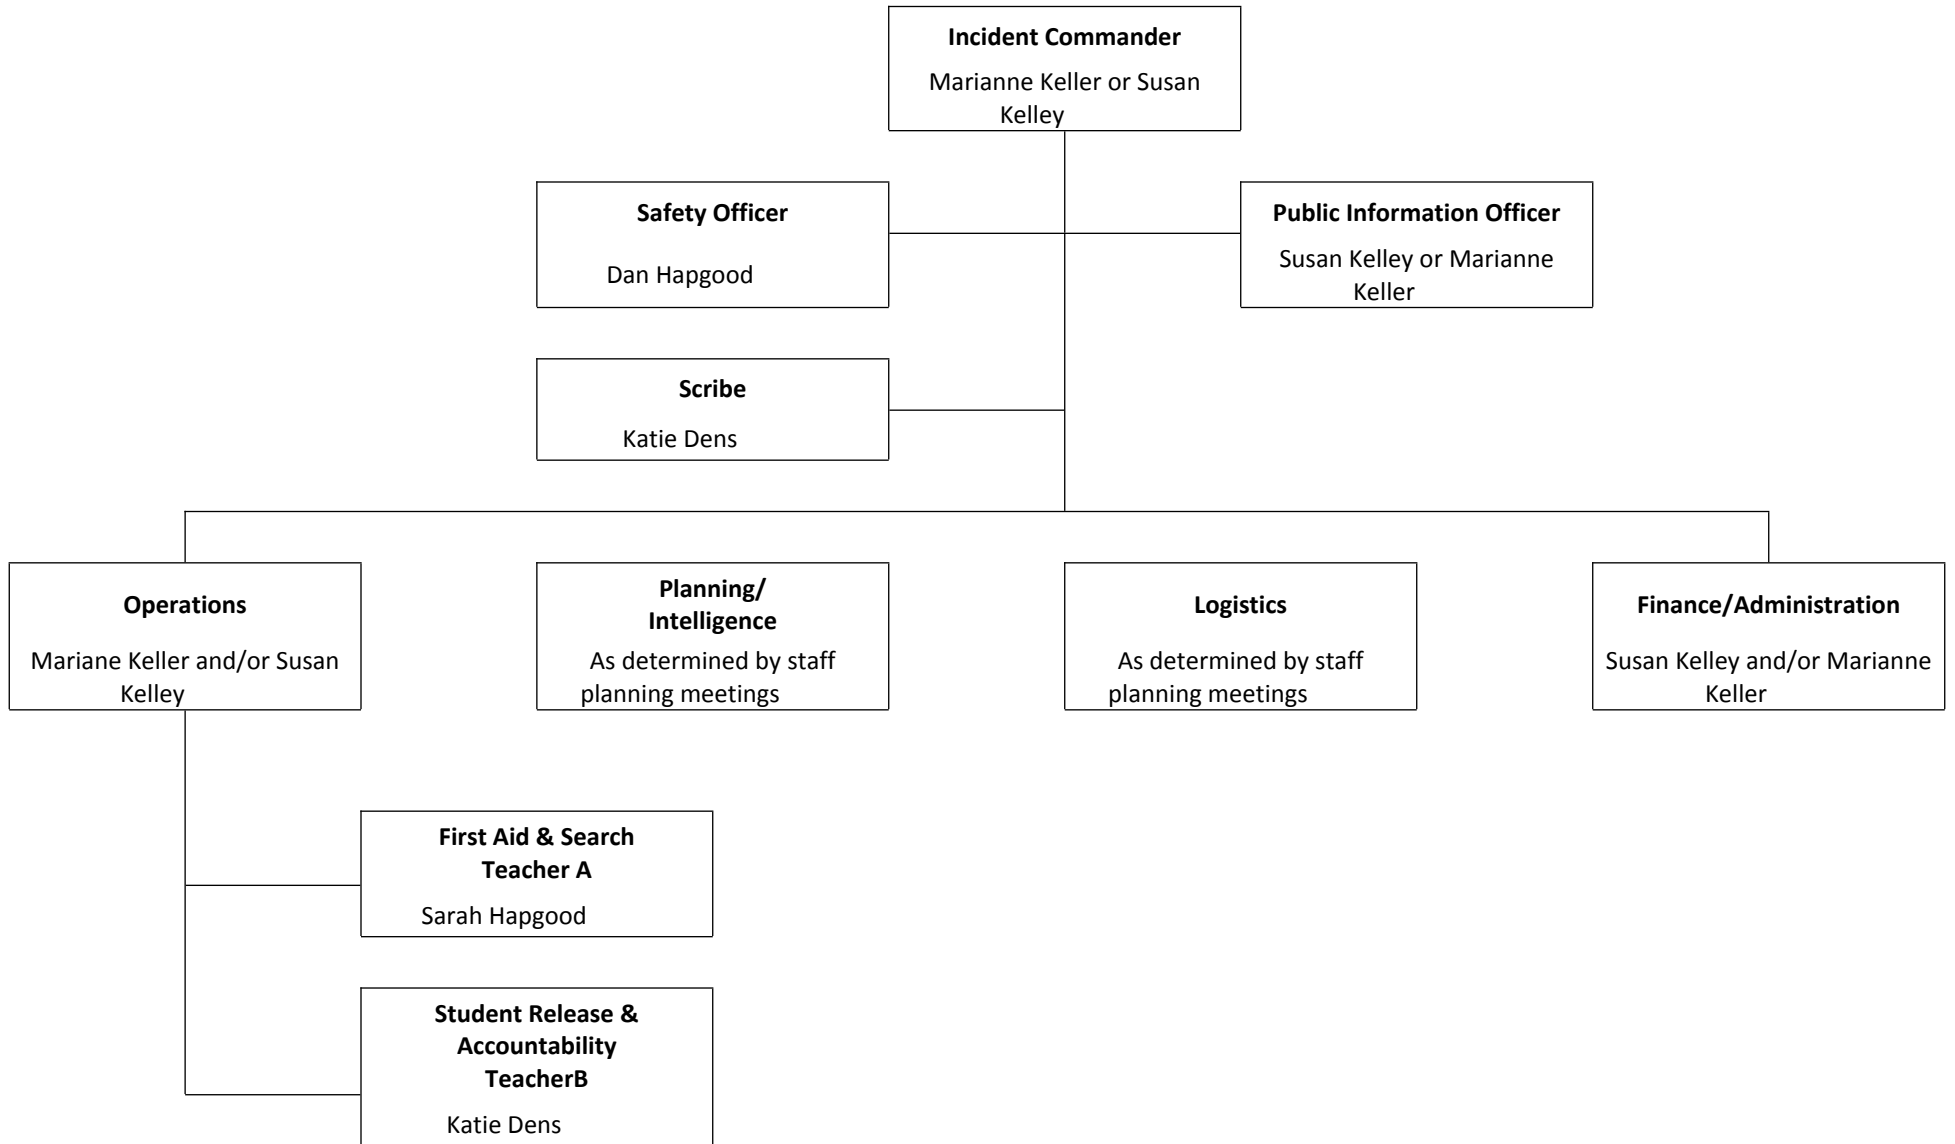 Incident Commander
Marianne Keller or Susan
Kelley
Safety Officer
Dan Hapgood
Public Information Officer
Susan Kelley or Marianne
Keller
Scribe
Katie Dens
Operations
Mariane Keller and/or Susan
Kelley
Planning/
Intelligence
As determined by staff
planning meetings
Logistics
As determined by staff
planning meetings
Finance/Administration
Susan Kelley and/or Marianne
Keller
First Aid & Search
Teacher A
Sarah Hapgood
Student Release &
Accountability
TeacherB
Katie Dens